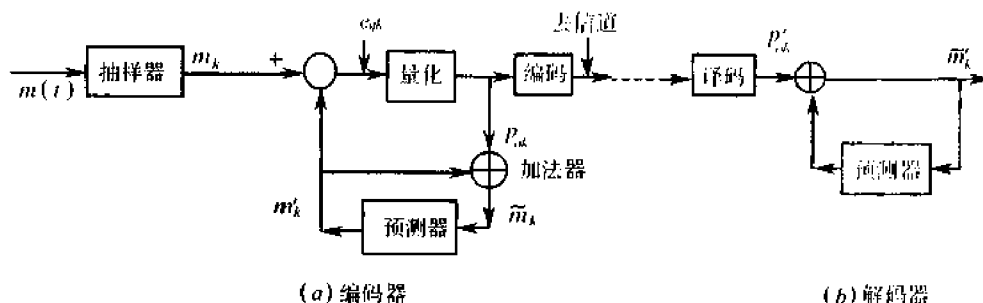 m(t)
抽样器
m_k
+
e_qk
量化
编码
去信道
译码
p'_qk
m̃'_k
p_qk
加法器
m'_k
预测器
m̃_k
预测器
(a) 编码器
(b) 解码器